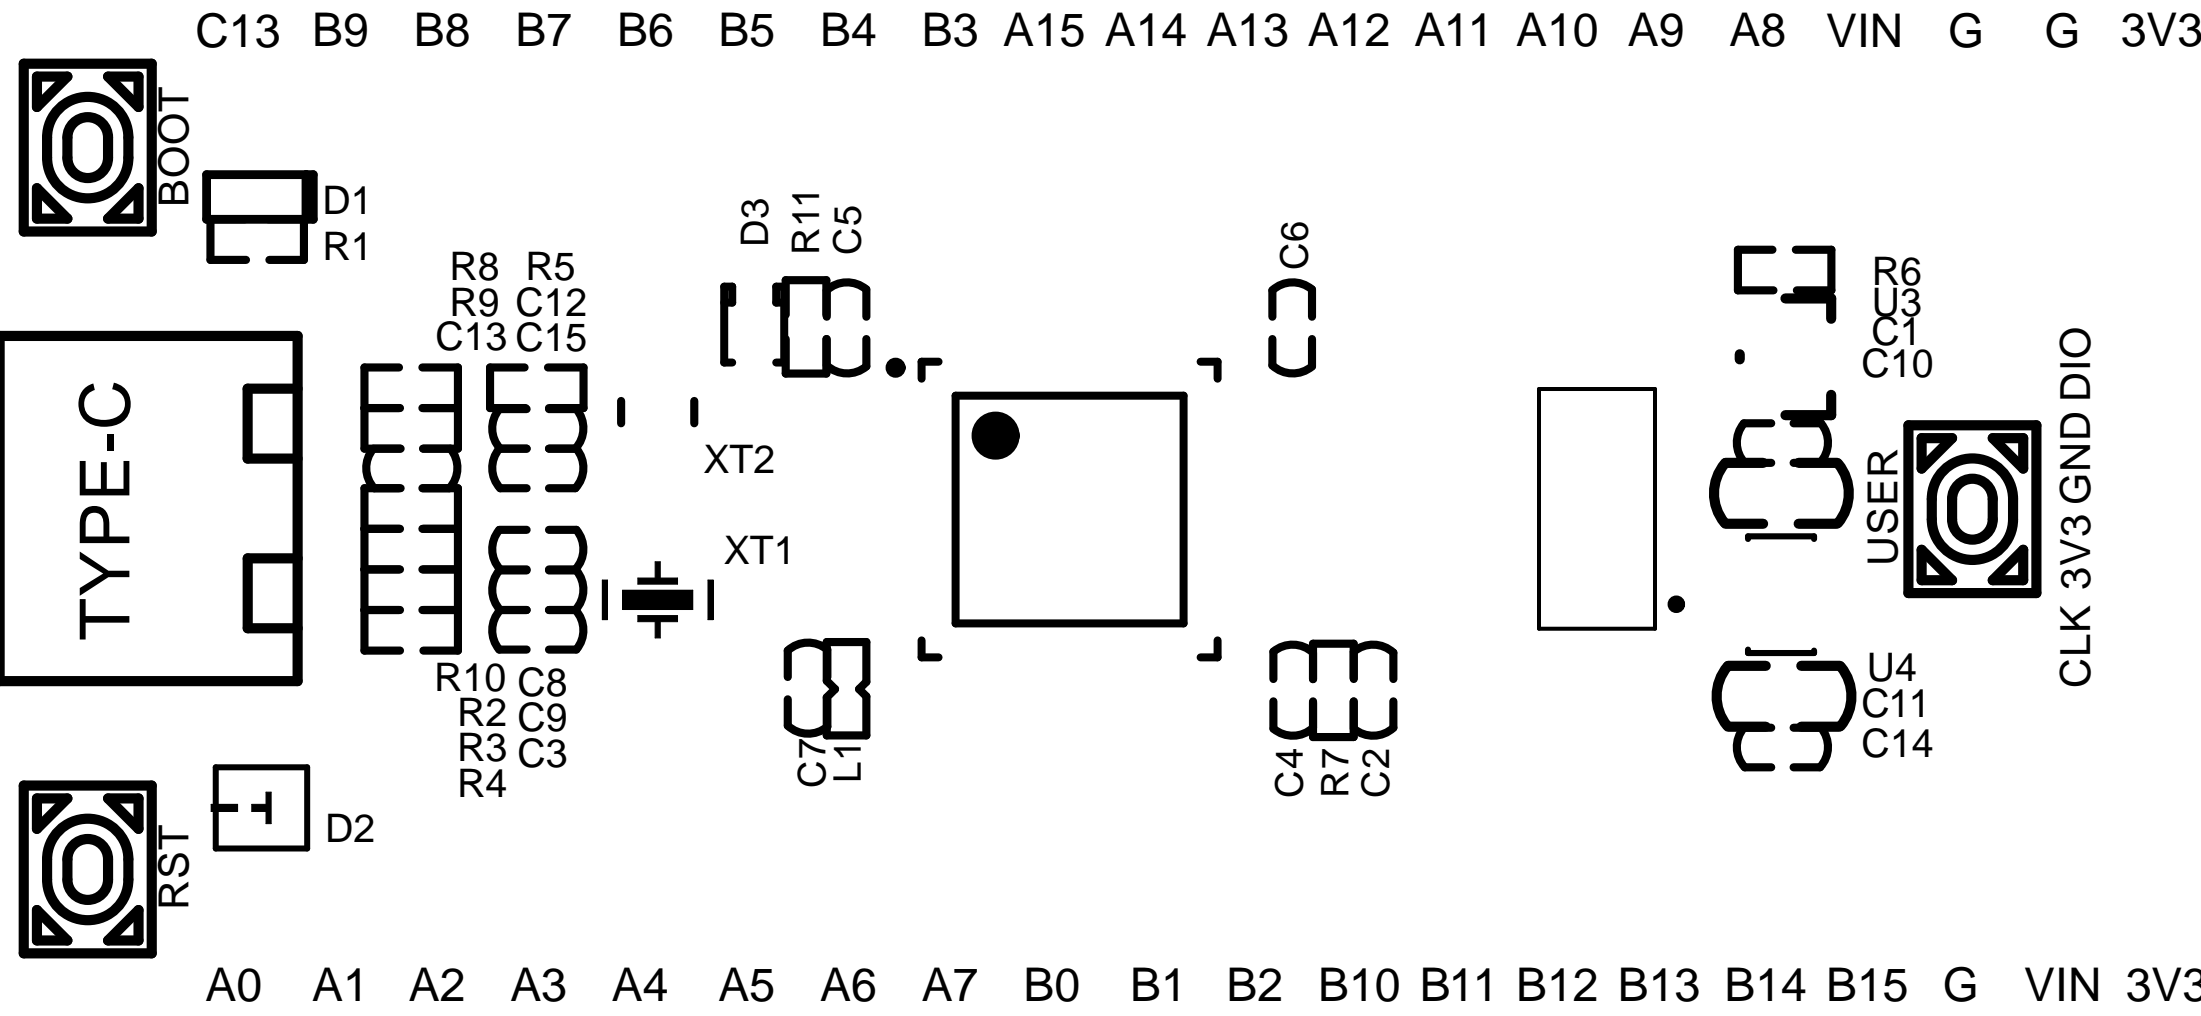 C13 B9 B8 B7 B6 B5 B4 B3 A15 A14 A13 A12 A11 A10 A9 A8 VIN G G 3V3
BOOT
D1
R1
D3
R11
C5
C6
R8 R5
R9 C12
C13 C15
R6
U3
C1
C10
TYPE-C
XT2
XT1
USER
CLK 3V3 GND DIO
R10 C8
R2 C9
R3 C3
R4
C7
L1
C4
R7
C2
U4
C11
C14
D2
RST
A0 A1 A2 A3 A4 A5 A6 A7 B0 B1 B2 B10 B11 B12 B13 B14 B15 G VIN 3V3